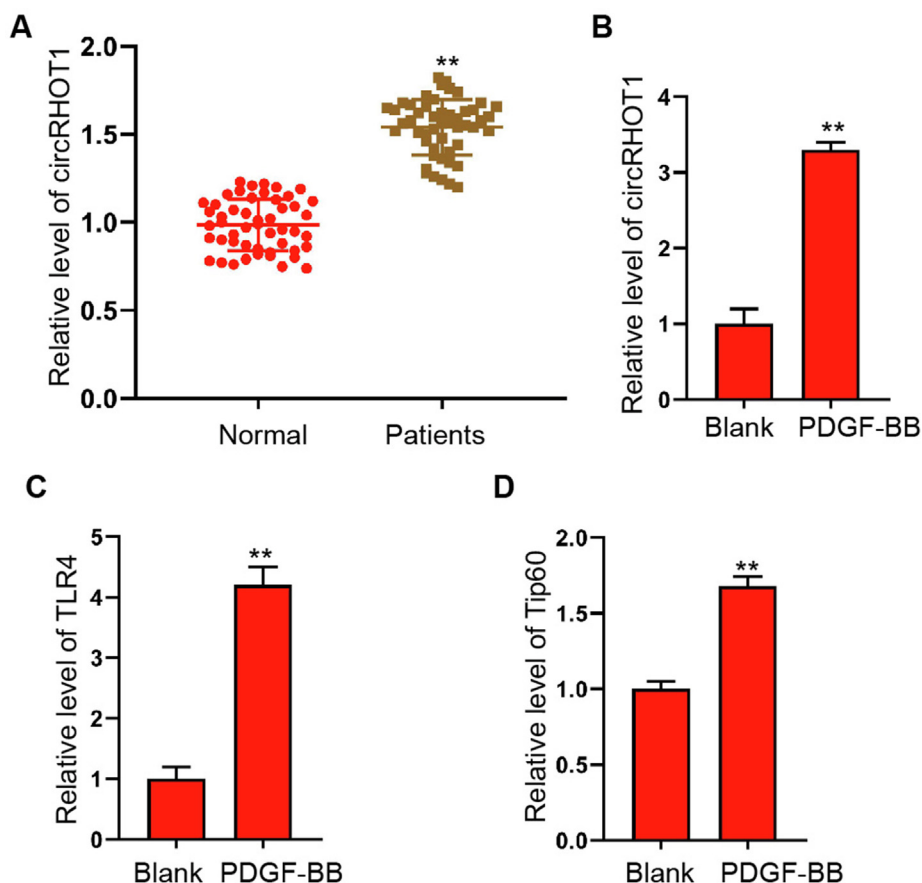 A
Relative level of circRHOT1
2.0
1.5
1.0
0.5
0.0
**
Normal
Patients
B
Relative level of circRHOT1
4
3
2
1
0
**
Blank
PDGF-BB
C
Relative level of TLR4
5
4
3
2
1
0
**
Blank
PDGF-BB
D
Relative level of Tip60
2.0
1.5
1.0
0.5
0.0
**
Blank
PDGF-BB